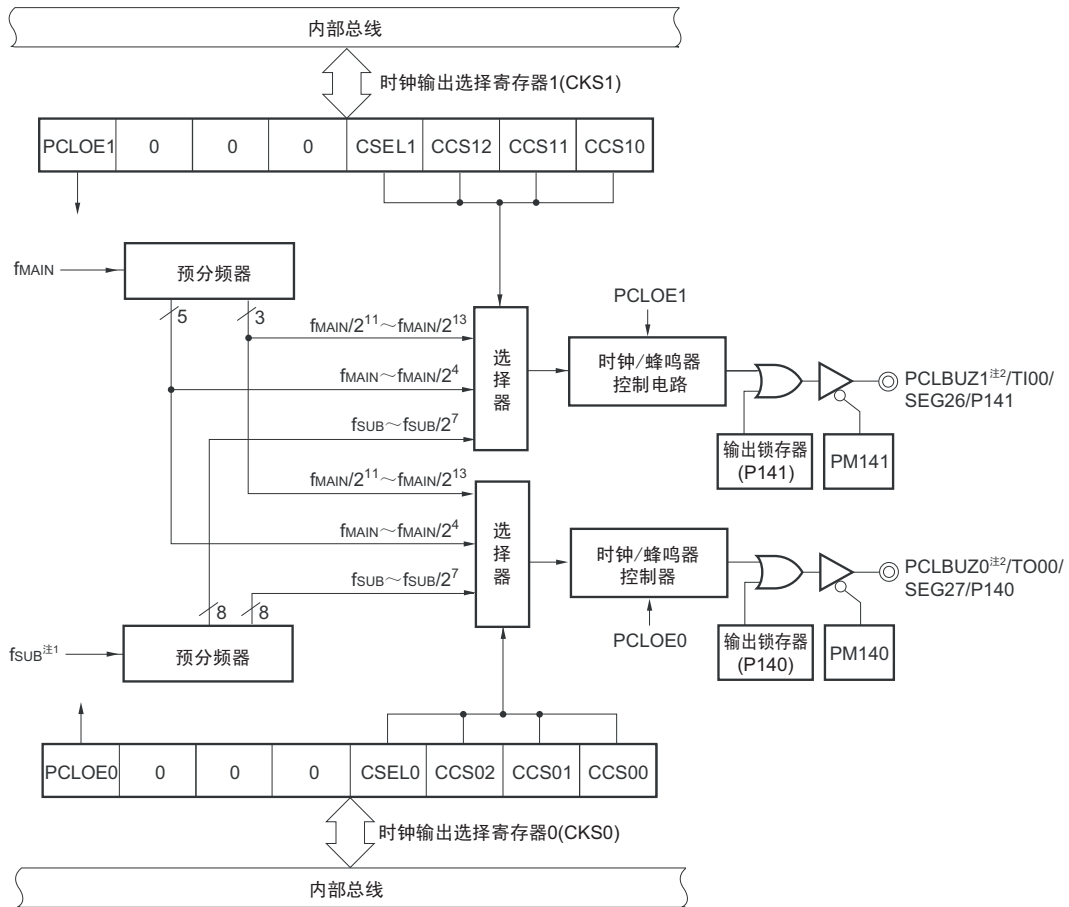 内部总线
时钟输出选择寄存器1(CKS1)
PCLOE1 0 0 0 CSEL1 CCS12 CCS11 CCS10
fMAIN
预分频器
5 3
PCLOE1
fMAIN/2¹¹～fMAIN/2¹³
fMAIN～fMAIN/2⁴
fSUB～fSUB/2⁷
选择器
时钟/蜂鸣器
控制电路
PCLBUZ1注2/TI00/
SEG26/P141
输出锁存器
(P141)
PM141
fMAIN/2¹¹～fMAIN/2¹³
fMAIN～fMAIN/2⁴
fSUB～fSUB/2⁷
选择器
时钟/蜂鸣器
控制器
PCLBUZ0注2/TO00/
SEG27/P140
PCLOE0
输出锁存器
(P140)
PM140
8 8
fSUB注1
预分频器
PCLOE0 0 0 0 CSEL0 CCS02 CCS01 CCS00
时钟输出选择寄存器0(CKS0)
内部总线